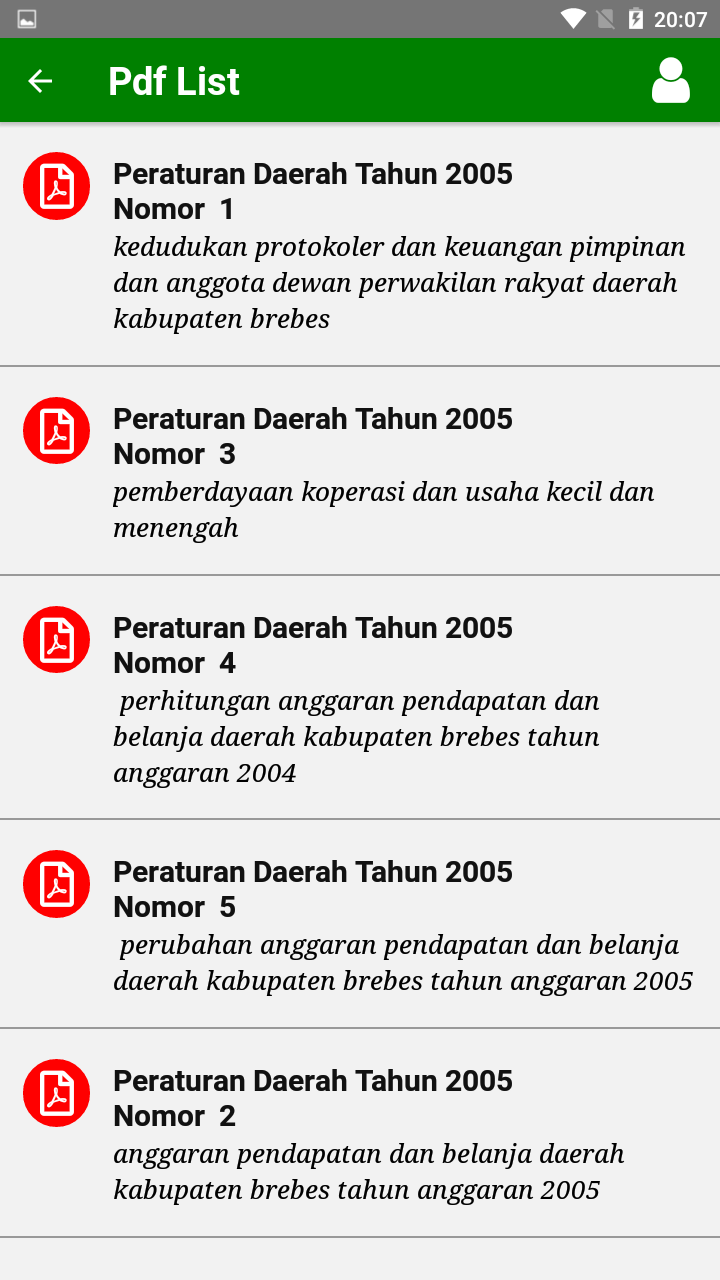 20:07
Pdf List
Peraturan Daerah Tahun 2005
Nomor  1
kedudukan protokoler dan keuangan pimpinan
dan anggota dewan perwakilan rakyat daerah
kabupaten brebes
Peraturan Daerah Tahun 2005
Nomor  3
pemberdayaan koperasi dan usaha kecil dan
menengah
Peraturan Daerah Tahun 2005
Nomor  4
perhitungan anggaran pendapatan dan
belanja daerah kabupaten brebes tahun
anggaran 2004
Peraturan Daerah Tahun 2005
Nomor  5
perubahan anggaran pendapatan dan belanja
daerah kabupaten brebes tahun anggaran 2005
Peraturan Daerah Tahun 2005
Nomor  2
anggaran pendapatan dan belanja daerah
kabupaten brebes tahun anggaran 2005